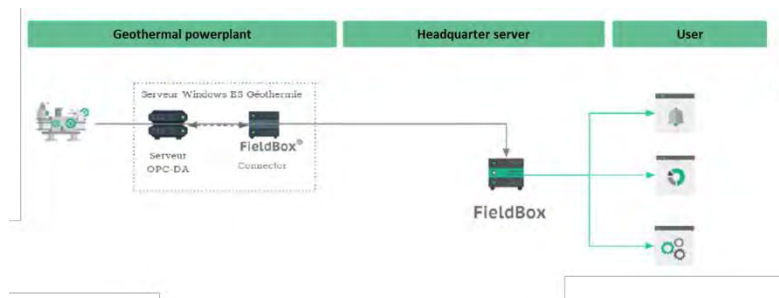 Geothermal powerplant
Headquarter server
User
Serveur Windows ES Géothermie
FieldBox®
Serveur
Connector
OPC-DA
FieldBox